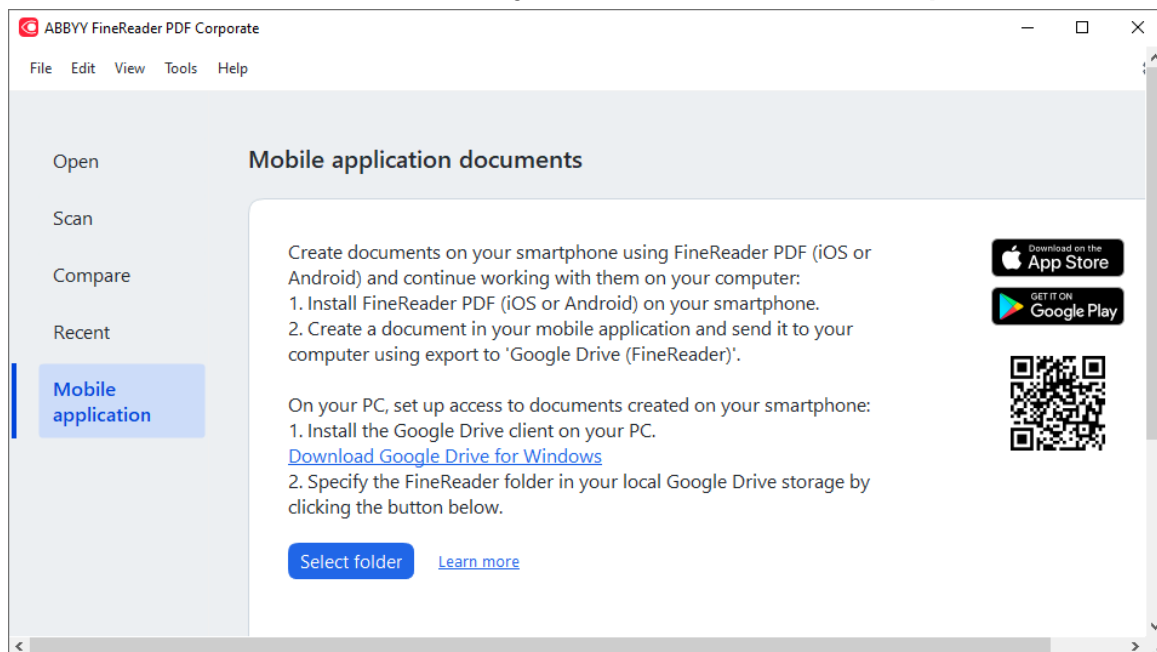 ABBYY FineReader PDF Corporate
File Edit View Tools Help
Open
Scan
Compare
Recent
Mobile
application
Mobile application documents
Create documents on your smartphone using FineReader PDF (iOS or
Android) and continue working with them on your computer:
1. Install FineReader PDF (iOS or Android) on your smartphone.
2. Create a document in your mobile application and send it to your
computer using export to 'Google Drive (FineReader)'.
On your PC, set up access to documents created on your smartphone:
1. Install the Google Drive client on your PC.
Download Google Drive for Windows
2. Specify the FineReader folder in your local Google Drive storage by
clicking the button below.
Select folder Learn more
Download on the
App Store
GET IT ON
Google Play